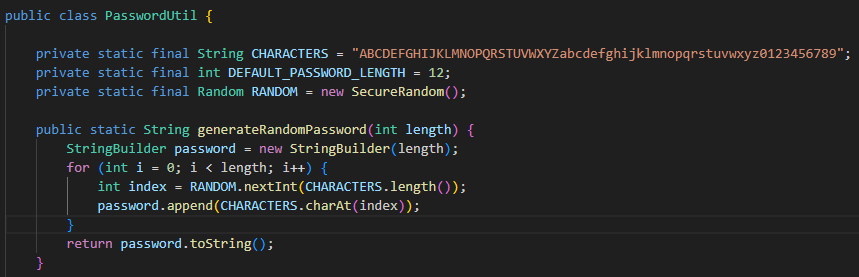 public class PasswordUtil {
private static final String CHARACTERS = "ABCDEFGHIJKLMNOPQRSTUVWXYZabcdefghijklmnopqrstuvwxyz0123456789";
private static final int DEFAULT_PASSWORD_LENGTH = 12;
private static final Random RANDOM = new SecureRandom();
public static String generateRandomPassword(int length) {
StringBuilder password = new StringBuilder(length);
for (int i = 0; i < length; i++) {
int index = RANDOM.nextInt(CHARACTERS.length());
password.append(CHARACTERS.charAt(index));
}
return password.toString();
}